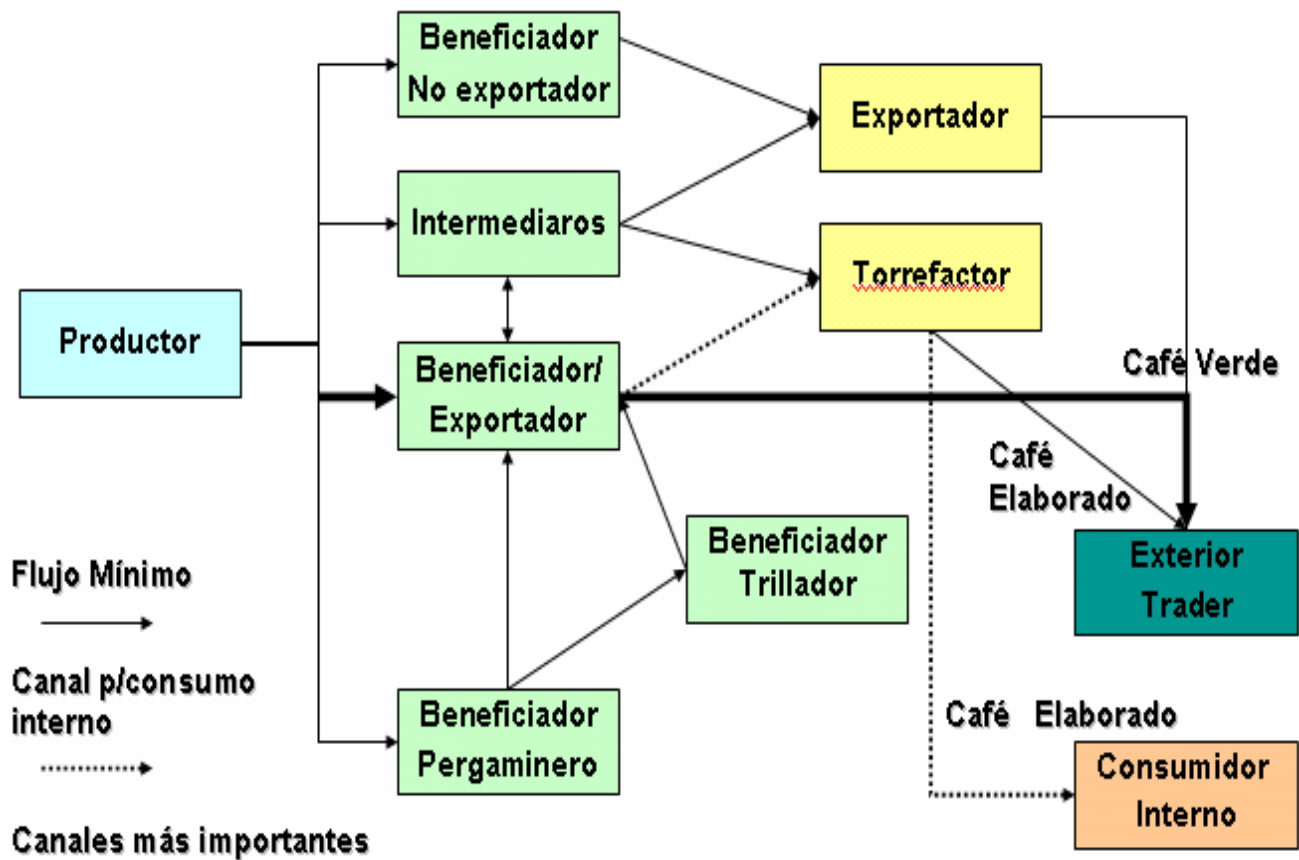 Beneficiador
No exportador
Exportador
Intermediaros
Torrefactor
Productor
Beneficiador/
Exportador
Café Verde
Café
Elaborado
Beneficiador
Trillador
Exterior
Trader
Flujo Mínimo
Canal p/consumo
interno
Beneficiador
Pergaminero
Café Elaborado
Consumidor
Interno
Canales más importantes